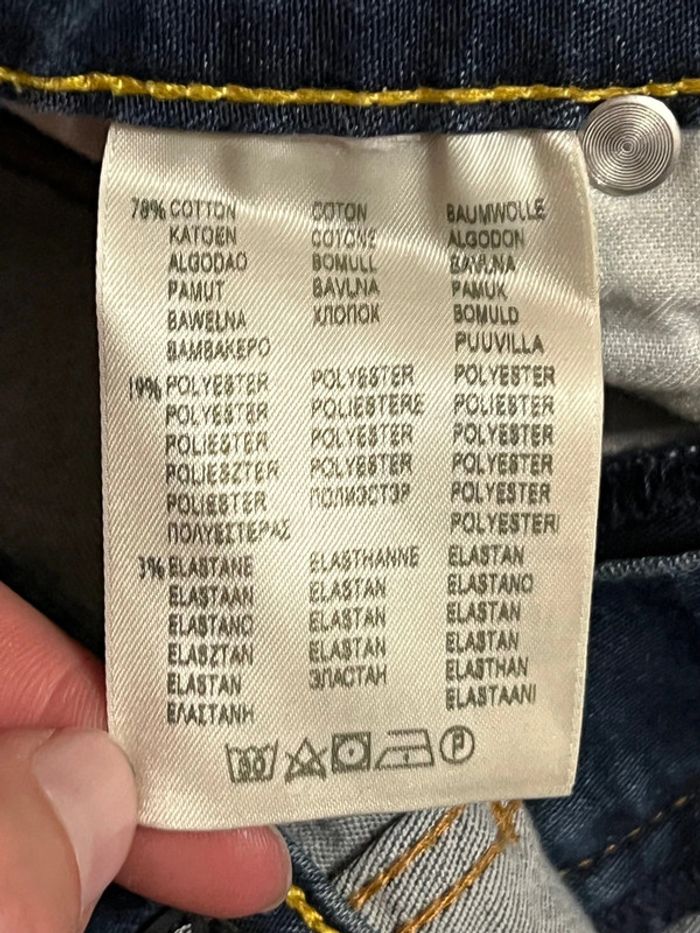 78% COTTON COTON BAUMWOLLE
KATOEN COTONE ALGODON
ALGODAO BOMULL BAVLNA
PAMUT BAVLNA PAMUK
BAWEŁNA ХЛОПОК BOMULD
ΒΑΜΒΑΚΕΡΟ PUUVILLA
19% POLYESTER POLYESTER POLYESTER
POLYESTER POLIESTERE POLIESTER
POLIESTER POLYESTER POLYESTER
POLIESZTER POLYESTER POLYESTER
POLIESTER ПОЛИЭСТЭР POLYESTER
ΠΟΛΥΕΣΤΕΡΑΣ POLYESTERI
3% ELASTANE ELASTHANNE ELASTAN
ELASTAAN ELASTAN ELASTANO
ELASTANO ELASTAN ELASTAN
ELASZTAN ELASTAN ELASTAN
ELASTAN ЭЛАСТАН ELASTHAN
ΕΛΑΣΤΑΝΗ ELASTAANI
P